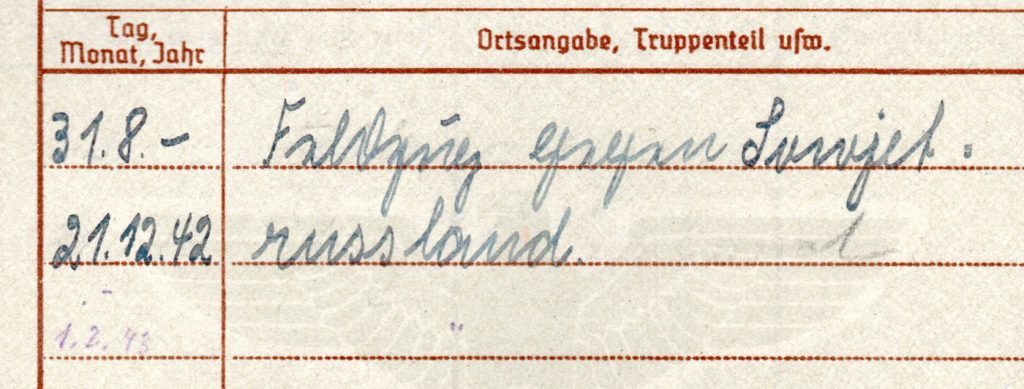 Tag,
Monat, Jahr
Ortsangabe, Truppenteil usw.
31.8.- Feldzug gegen Sowjet-
21.12.42 russland.
-
1.2.43 "